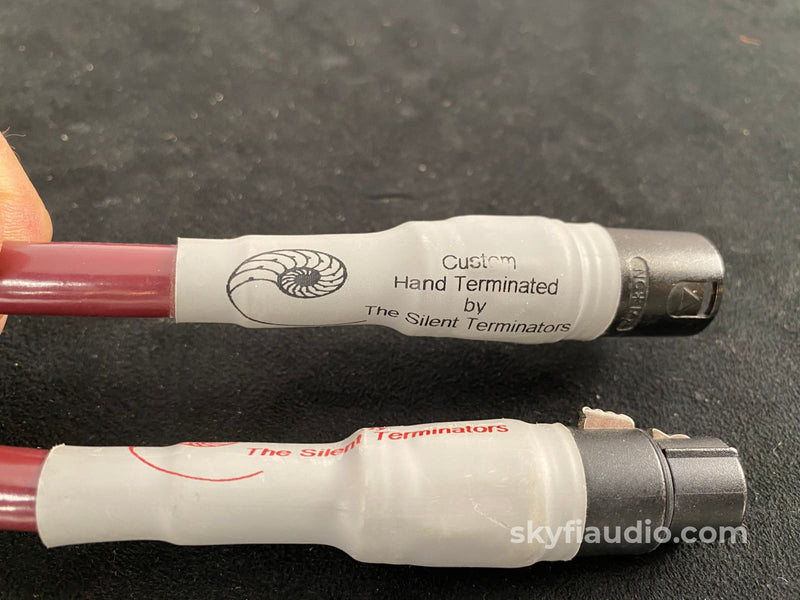 Custom
Hand Terminated
by
The Silent Terminators
The Silent Terminators
skyfiaudio.com